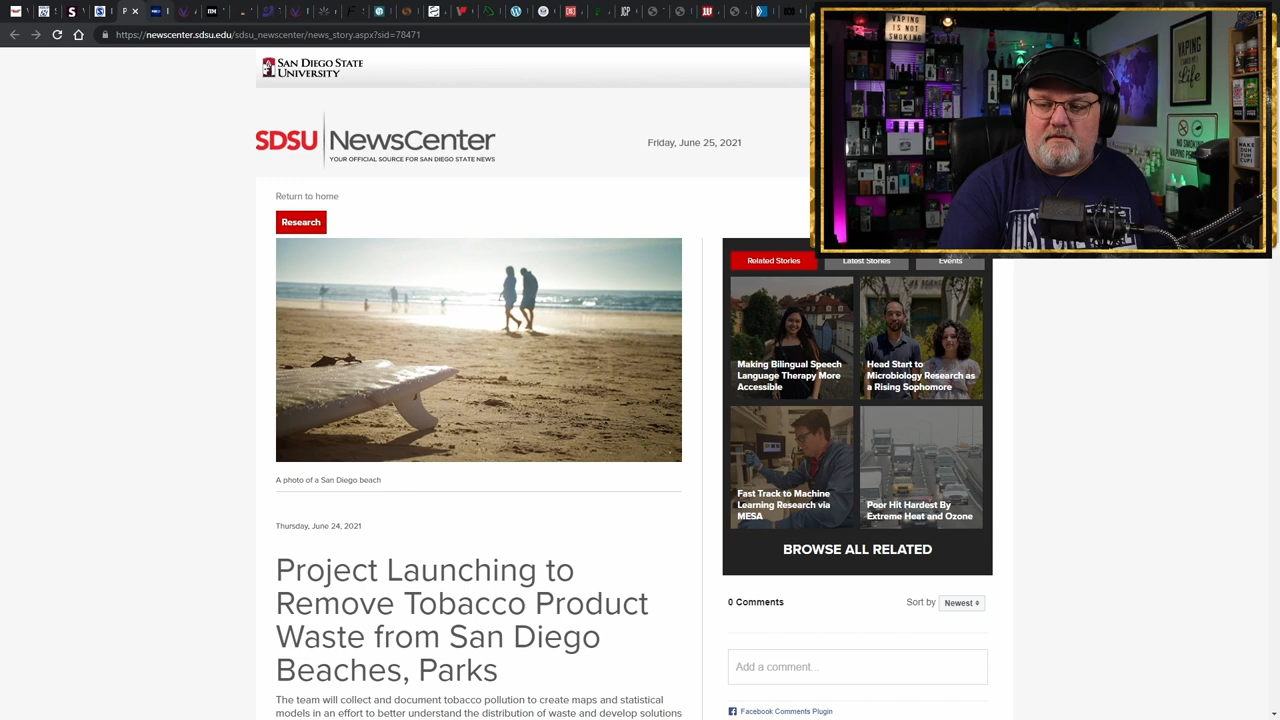 https://newscenter.sdsu.edu/sdsu_newscenter/news_story.aspx?sid=78471
SAN DIEGO STATE
UNIVERSITY
SDSU NewsCenter
YOUR OFFICIAL SOURCE FOR SAN DIEGO STATE NEWS
Friday, June 25, 2021
VAPING
IS NOT
SMOKING
VAPING
Life
NO SMOKING
VAPING
Return to home
Research
A photo of a San Diego beach
Thursday, June 24, 2021
Project Launching to
Remove Tobacco Product
Waste from San Diego
Beaches, Parks
The team will collect and document tobacco pollution to create maps and statistical
models in an effort to better understand the distribution of waste and develop solutions
Related Stories
Latest Stories
Events
Making Bilingual Speech
Language Therapy More
Accessible
Head Start to
Microbiology Research as
a Rising Sophomore
Fast Track to Machine
Learning Research via
MESA
Poor Hit Hardest By
Extreme Heat and Ozone
BROWSE ALL RELATED
0 Comments
Sort by
Newest
Add a comment...
Facebook Comments Plugin